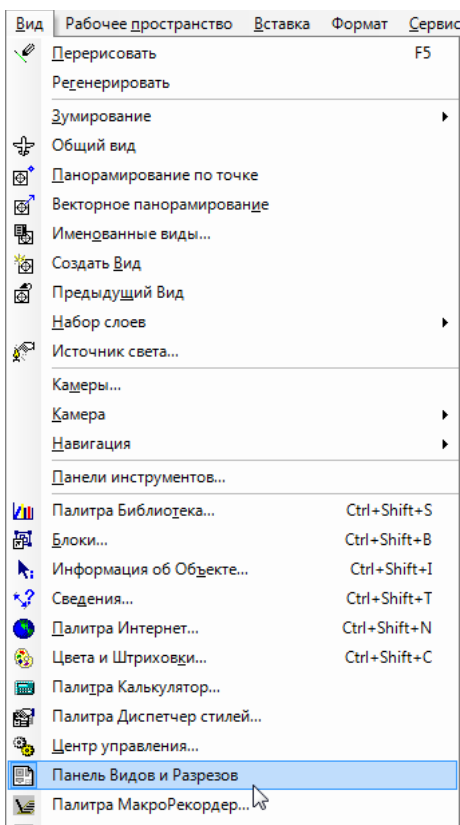 Вид Рабочее пространство Вставка Формат Сервис
Перерисовать F5
Регенерировать
Зумирование
Общий вид
Панорамирование по точке
Векторное панорамирование
Именованные виды...
Создать Вид
Предыдущий Вид
Набор слоев
Источник света...
Камеры...
Камера
Навигация
Панели инструментов...
Палитра Библиотека... Ctrl+Shift+S
Блоки... Ctrl+Shift+B
Информация об Объекте... Ctrl+Shift+I
Сведения... Ctrl+Shift+T
Палитра Интернет... Ctrl+Shift+N
Цвета и Штриховки... Ctrl+Shift+C
Палитра Калькулятор...
Палитра Диспетчер стилей...
Центр управления...
Панель Видов и Разрезов
Палитра МакроРекордер...